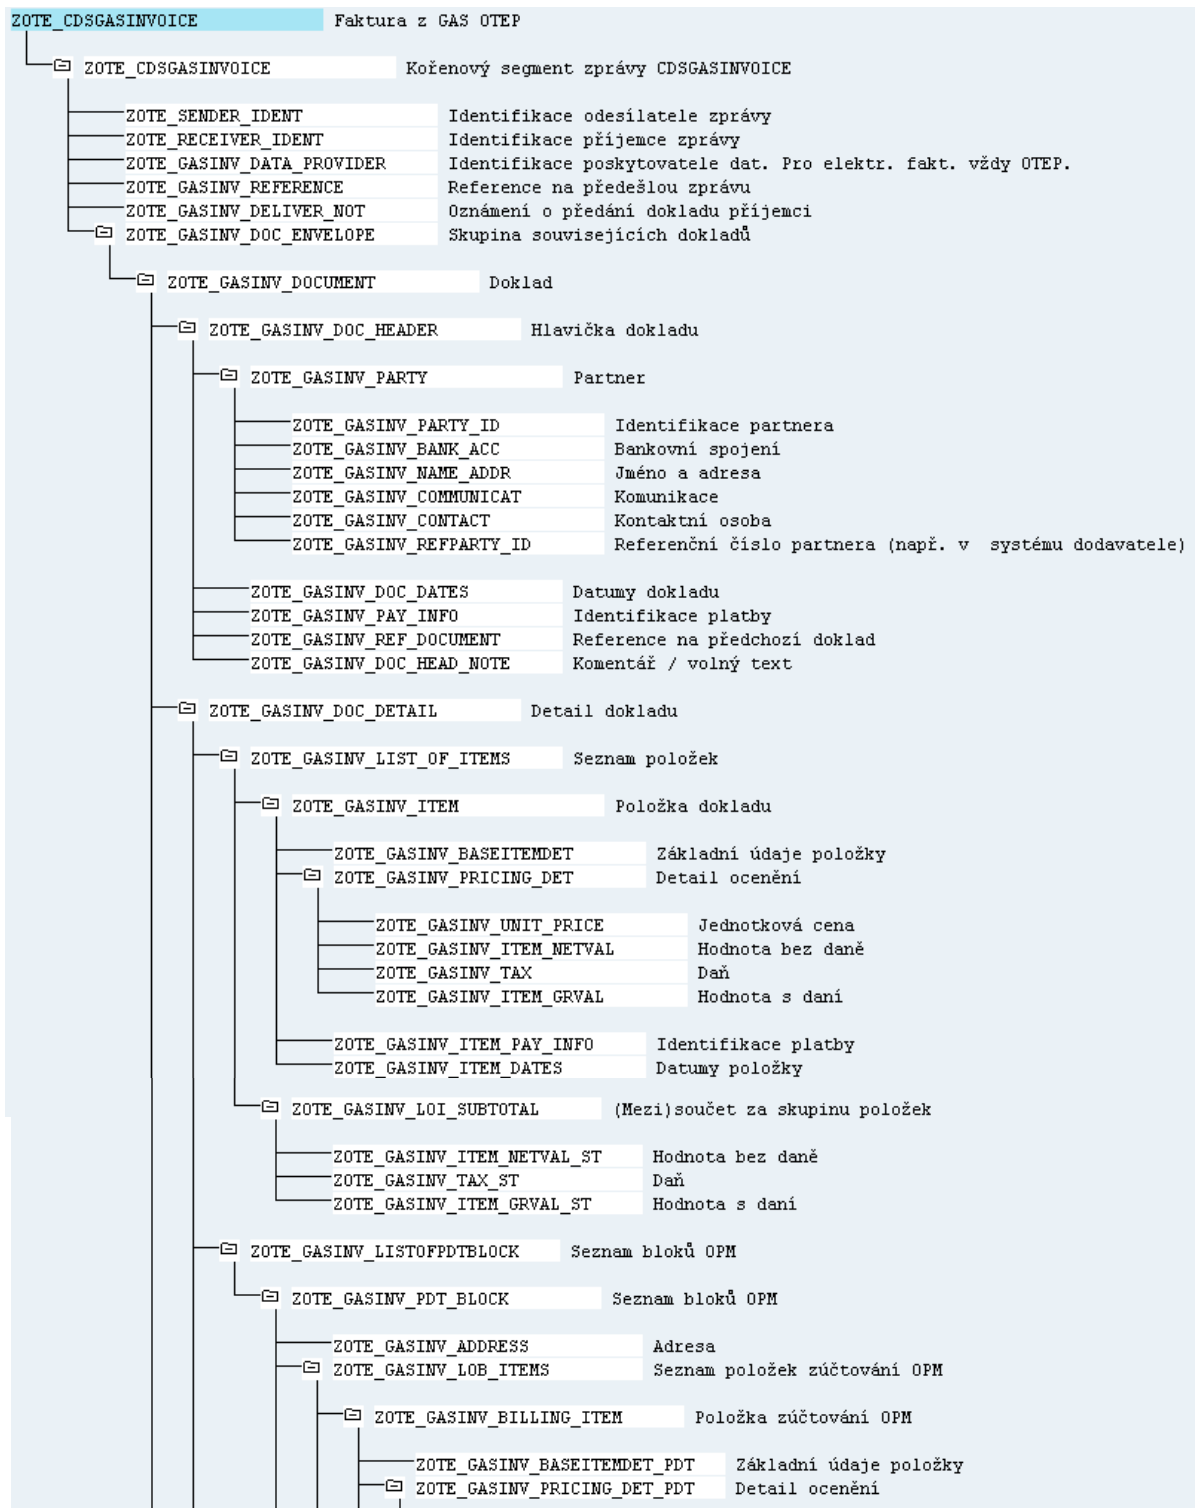 ZOTE_CDSGASINVOICE Faktura z GAS OTEP
ZOTE_CDSGASINVOICE Kořenový segment zprávy CDSGASINVOICE
ZOTE_SENDER_IDENT Identifikace odesílatele zprávy
ZOTE_RECEIVER_IDENT Identifikace příjemce zprávy
ZOTE_GASINV_DATA_PROVIDER Identifikace poskytovatele dat. Pro elektr. fakt. vždy OTEP.
ZOTE_GASINV_REFERENCE Reference na předešlou zprávu
ZOTE_GASINV_DELIVER_NOT Oznámení o předání dokladu příjemci
ZOTE_GASINV_DOC_ENVELOPE Skupina souvisejících dokladů
ZOTE_GASINV_DOCUMENT Doklad
ZOTE_GASINV_DOC_HEADER Hlavička dokladu
ZOTE_GASINV_PARTY Partner
ZOTE_GASINV_PARTY_ID Identifikace partnera
ZOTE_GASINV_BANK_ACC Bankovní spojení
ZOTE_GASINV_NAME_ADDR Jméno a adresa
ZOTE_GASINV_COMMUNICAT Komunikace
ZOTE_GASINV_CONTACT Kontaktní osoba
ZOTE_GASINV_REFPARTY_ID Referenční číslo partnera (např. v systému dodavatele)
ZOTE_GASINV_DOC_DATES Datumy dokladu
ZOTE_GASINV_PAY_INFO Identifikace platby
ZOTE_GASINV_REF_DOCUMENT Reference na předchozí doklad
ZOTE_GASINV_DOC_HEAD_NOTE Komentář / volný text
ZOTE_GASINV_DOC_DETAIL Detail dokladu
ZOTE_GASINV_LIST_OF_ITEMS Seznam položek
ZOTE_GASINV_ITEM Položka dokladu
ZOTE_GASINV_BASEITEMDET Základní údaje položky
ZOTE_GASINV_PRICING_DET Detail ocenění
ZOTE_GASINV_UNIT_PRICE Jednotková cena
ZOTE_GASINV_ITEM_NETVAL Hodnota bez daně
ZOTE_GASINV_TAX Daň
ZOTE_GASINV_ITEM_GRVAL Hodnota s daní
ZOTE_GASINV_ITEM_PAY_INFO Identifikace platby
ZOTE_GASINV_ITEM_DATES Datumy položky
ZOTE_GASINV_LOI_SUBTOTAL (Mezi)součet za skupinu položek
ZOTE_GASINV_ITEM_NETVAL_ST Hodnota bez daně
ZOTE_GASINV_TAX_ST Daň
ZOTE_GASINV_ITEM_GRVAL_ST Hodnota s daní
ZOTE_GASINV_LISTOFPDTBLOCK Seznam bloků OPM
ZOTE_GASINV_PDT_BLOCK Seznam bloků OPM
ZOTE_GASINV_ADDRESS Adresa
ZOTE_GASINV_LOB_ITEMS Seznam položek zúčtování OPM
ZOTE_GASINV_BILLING_ITEM Položka zúčtování OPM
ZOTE_GASINV_BASEITEMDET_PDT Základní údaje položky
ZOTE_GASINV_PRICING_DET_PDT Detail ocenění